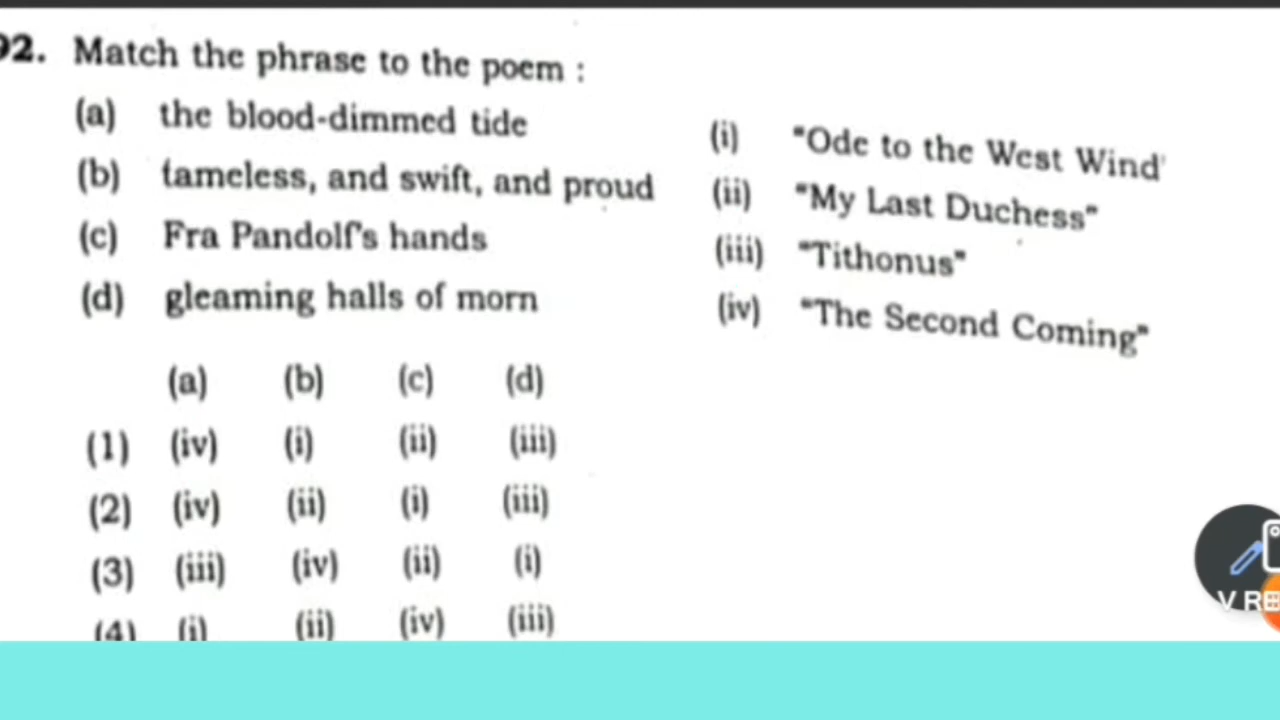 92. Match the phrase to the poem :
(a) the blood-dimmed tide (i) "Ode to the West Wind'
(b) tameless, and swift, and proud (ii) "My Last Duchess"
(c) Fra Pandolf's hands (iii) "Tithonus"
(d) gleaming halls of morn (iv) "The Second Coming"
(a) (b) (c) (d)
(1) (iv) (i) (ii) (iii)
(2) (iv) (ii) (i) (iii)
(3) (iii) (iv) (ii) (i)
(4) (i) (ii) (iv) (iii)
V RE